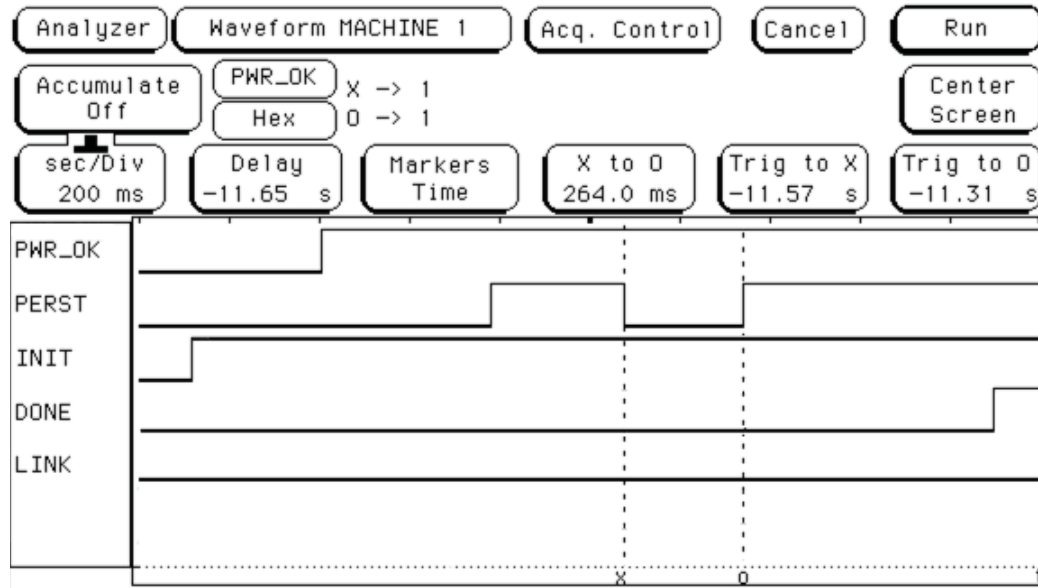 Analyzer
Waveform MACHINE 1
Acq. Control
Cancel
Run
Accumulate
Off
PWR_OK
X -> 1
Hex
O -> 1
Center
Screen
sec/Div
200 ms
Delay
-11.65 s
Markers
Time
X to O
264.0 ms
Trig to X
-11.57 s
Trig to O
-11.31 s
PWR_OK
PERST
INIT
DONE
LINK
X
O